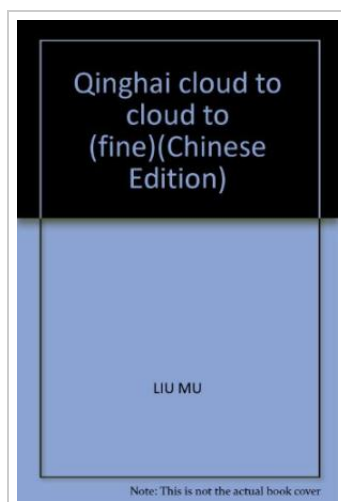 Qinghai cloud to
cloud to
(fine)(Chinese
Edition)
LIU MU
Note: This is not the actual book cover